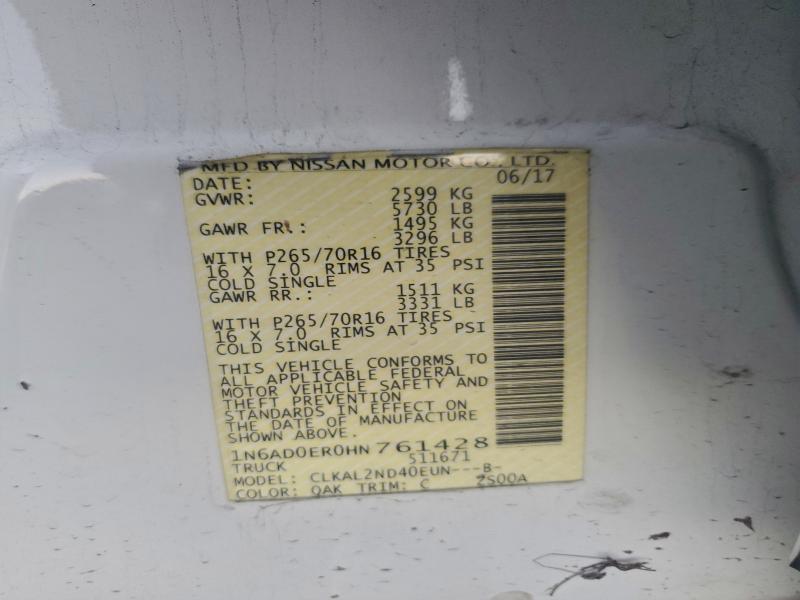 MFD BY NISSAN MOTOR CO., LTD.
DATE: 06/17
GVWR: 2599 KG
5730 LB
GAWR FR.: 1495 KG
3296 LB
WITH P265/70R16 TIRES
16 X 7.0 RIMS AT 35 PSI
COLD SINGLE
GAWR RR.: 1511 KG
3331 LB
WITH P265/70R16 TIRES
16 X 7.0 RIMS AT 35 PSI
COLD SINGLE
THIS VEHICLE CONFORMS TO
ALL APPLICABLE FEDERAL
MOTOR VEHICLE SAFETY AND
THEFT PREVENTION
STANDARDS IN EFFECT ON
THE DATE OF MANUFACTURE
SHOWN ABOVE.
1N6AD0ER0HN 761428
TRUCK 511671
MODEL: CLKAL2ND40EUN---B-
COLOR: QAK TRIM: C ZS00A